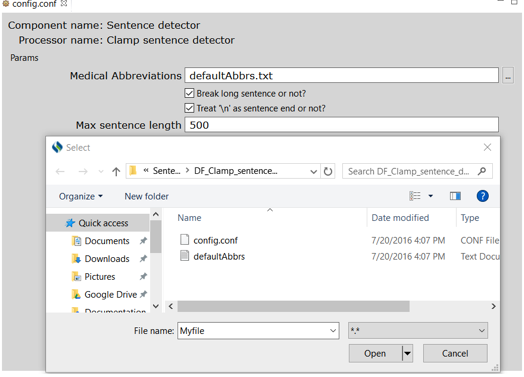 config.conf
Component name: Sentence detector
Processor name: Clamp sentence detector
Params
Medical Abbreviations defaultAbbrs.txt ...
Break long sentence or not?
Treat '\n' as sentence end or not?
Max sentence length 500
Select
« Sente... > DF_Clamp_sentenc... Search DF_Clamp_sentence_d...
Organize New folder
Quick access Name Date modified Type
Documents config.conf 7/20/2016 4:07 PM CONF File
Downloads defaultAbbrs 7/20/2016 4:07 PM Text Docu
Pictures
Google Drive
Documentation
File name: Myfile *.*
Open Cancel